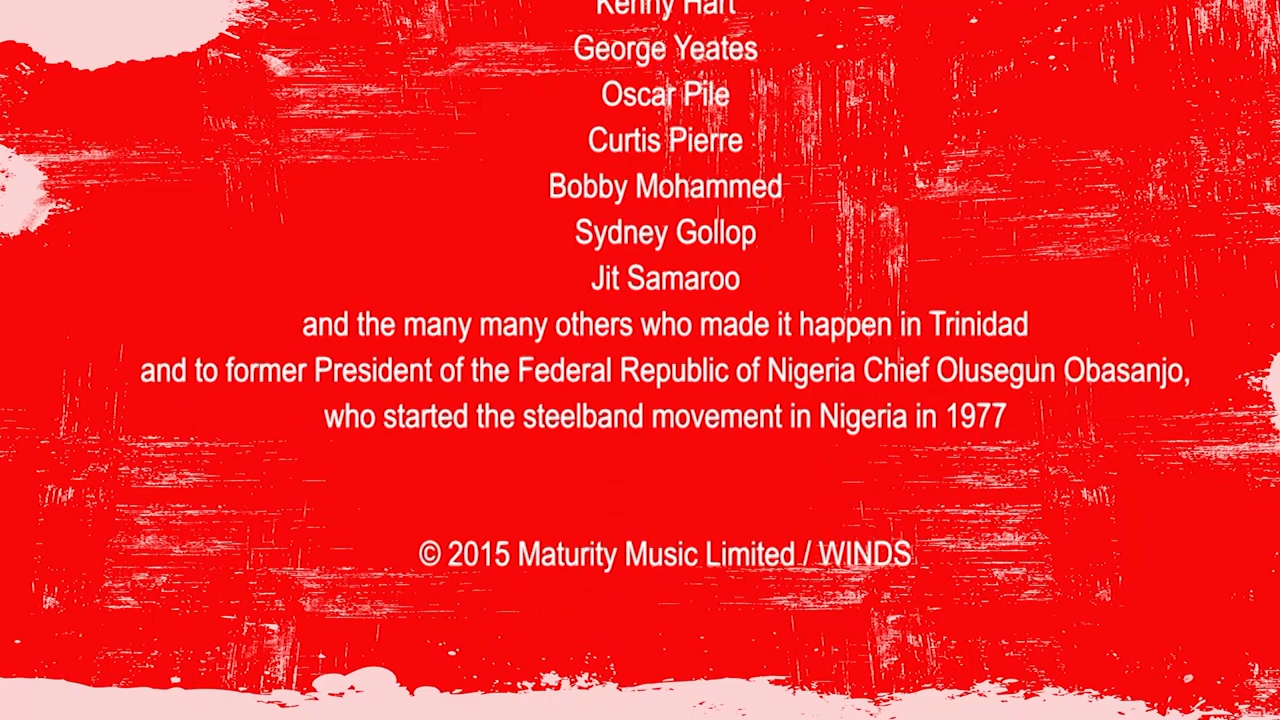 Kenny Hart
George Yeates
Oscar Pile
Curtis Pierre
Bobby Mohammed
Sydney Gollop
Jit Samaroo
and the many many others who made it happen in Trinidad
and to former President of the Federal Republic of Nigeria Chief Olusegun Obasanjo,
who started the steelband movement in Nigeria in 1977
© 2015 Maturity Music Limited / WINDS